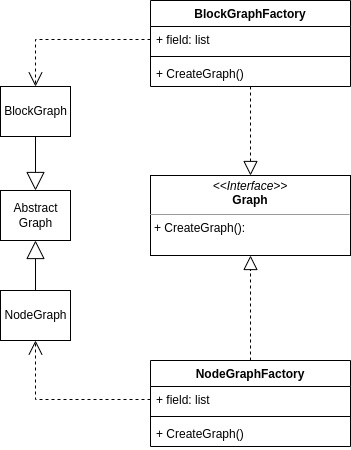 BlockGraphFactory
+ field: list
+ CreateGraph()
BlockGraph
<<Interface>>
Graph
+ CreateGraph():
Abstract
Graph
NodeGraph
NodeGraphFactory
+ field: list
+ CreateGraph()